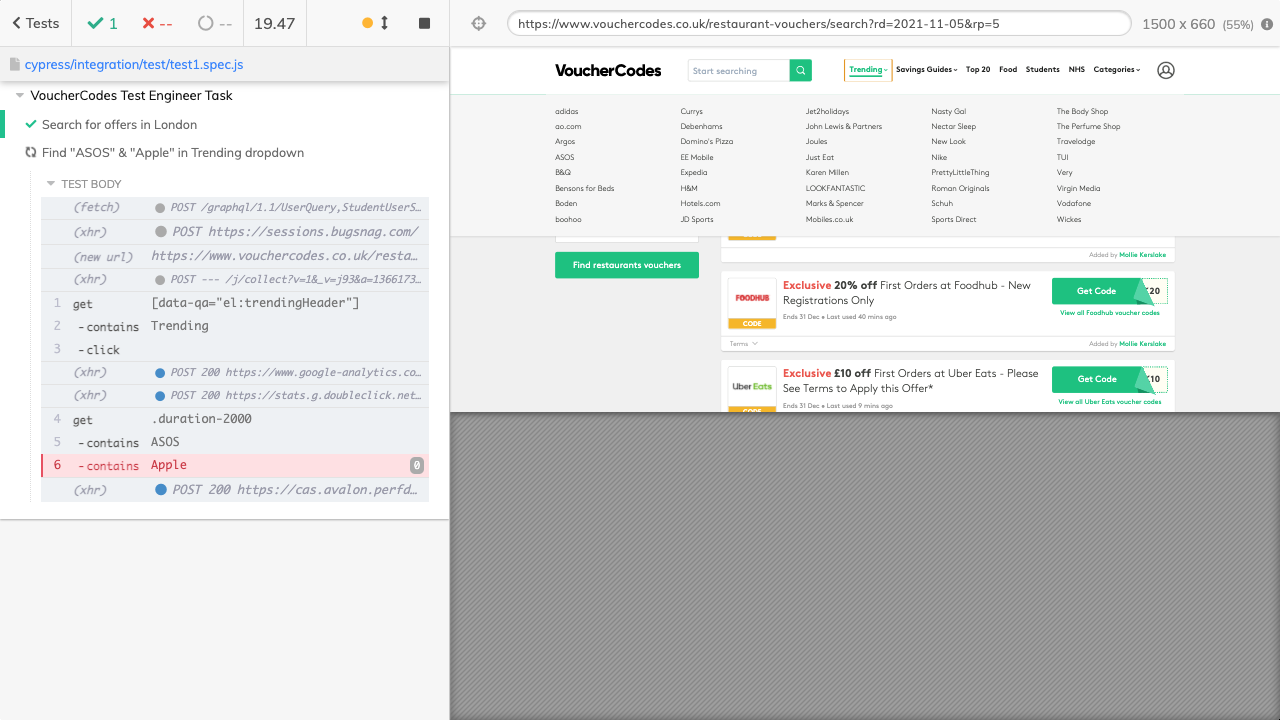 Tests
1
--
--
19.47
https://www.vouchercodes.co.uk/restaurant-vouchers/search?rd=2021-11-05&rp=5
1500 x 660 (55%)
cypress/integration/test/test1.spec.js
VoucherCodes Test Engineer Task
Search for offers in London
Find "ASOS" & "Apple" in Trending dropdown
TEST BODY
(fetch) POST /graphql/1.1/UserQuery,StudentUserS…
(xhr) POST https://sessions.bugsnag.com/
(new url) https://www.vouchercodes.co.uk/resta…
(xhr) POST --- /j/collect?v=1&_v=j93&a=1366173…
1 get [data-qa="el:trendingHeader"]
2 -contains Trending
3 -click
(xhr) POST 200 https://www.google-analytics.co…
(xhr) POST 200 https://stats.g.doubleclick.net…
4 get .duration-2000
5 -contains ASOS
6 -contains Apple 0
(xhr) POST 200 https://cas.avalon.perfd…
VoucherCodes
Start searching
Trending Savings Guides Top 20 Food Students NHS Categories
adidas Currys Jet2holidays Nasty Gal The Body Shop
ao.com Debenhams John Lewis & Partners Nectar Sleep The Perfume Shop
Argos Domino's Pizza Joules New Look Travelodge
ASOS EE Mobile Just Eat Nike TUI
B&Q Expedia Karen Millen PrettyLittleThing Very
Bensons for Beds H&M LOOKFANTASTIC Roman Originals Virgin Media
Boden Hotels.com Marks & Spencer Schuh Vodafone
boohoo JD Sports Mobiles.co.uk Sports Direct Wickes
Added by Mollie Kerslake
Find restaurants vouchers
FOODHUB
CODE
Exclusive 20% off First Orders at Foodhub - New
Registrations Only
Ends 31 Dec • Last used 40 mins ago
Get Code
20
View all Foodhub voucher codes
Terms
Added by Mollie Kerslake
Uber Eats
Exclusive £10 off First Orders at Uber Eats - Please
See Terms to Apply this Offer*
Ends 31 Dec • Last used 9 mins ago
Get Code
10
View all Uber Eats voucher codes